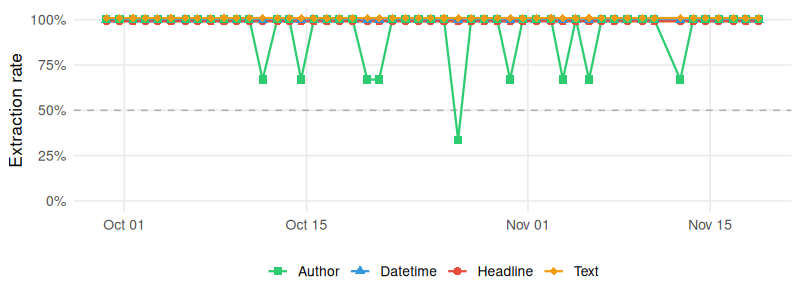 100%
75%
50%
25%
0%
Extraction rate
Oct 01 Oct 15 Nov 01 Nov 15
Author Datetime Headline Text